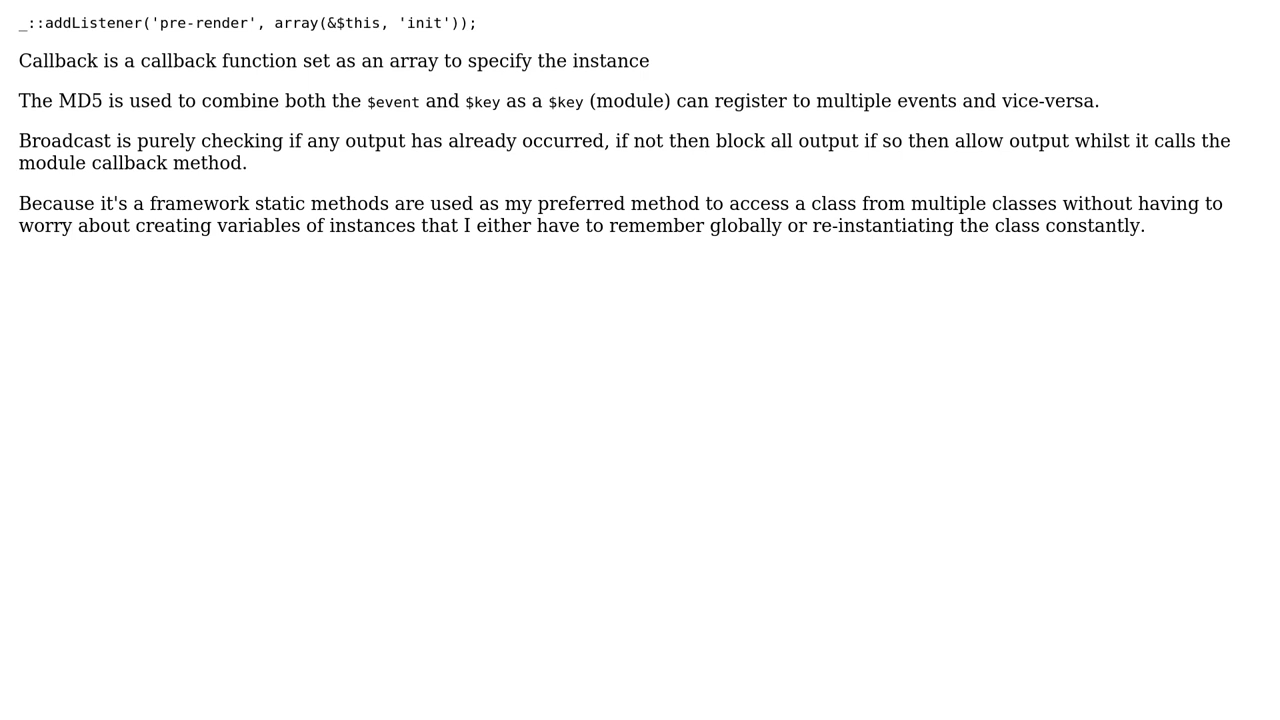 _::addListener('pre-render', array(&$this, 'init'));
Callback is a callback function set as an array to specify the instance
The MD5 is used to combine both the $event and $key as a $key (module) can register to multiple events and vice-versa.
Broadcast is purely checking if any output has already occurred, if not then block all output if so then allow output whilst it calls the
module callback method.
Because it's a framework static methods are used as my preferred method to access a class from multiple classes without having to
worry about creating variables of instances that I either have to remember globally or re-instantiating the class constantly.